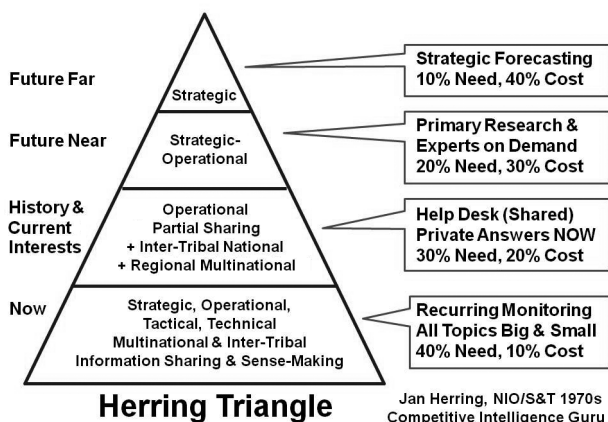 Future Far
Strategic
Strategic Forecasting
10% Need, 40% Cost
Future Near
Strategic-
Operational
Primary Research &
Experts on Demand
20% Need, 30% Cost
History &
Current
Interests
Operational
Partial Sharing
+ Inter-Tribal National
+ Regional Multinational
Help Desk (Shared)
Private Answers NOW
30% Need, 20% Cost
Now
Strategic, Operational,
Tactical, Technical
Multinational & Inter-Tribal
Information Sharing & Sense-Making
Recurring Monitoring
All Topics Big & Small
40% Need, 10% Cost
Herring Triangle
Jan Herring, NIO/S&T 1970s
Competitive Intelligence Guru